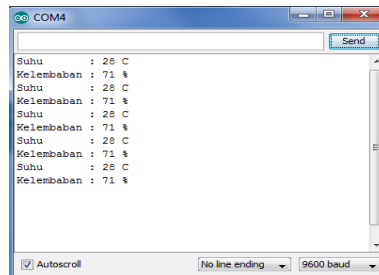 COM4
Send
Suhu       : 28 C
Kelembaban : 71 %
Suhu       : 28 C
Kelembaban : 71 %
Suhu       : 28 C
Kelembaban : 71 %
Suhu       : 28 C
Kelembaban : 71 %
Suhu       : 28 C
Kelembaban : 71 %
Autoscroll No line ending 9600 baud